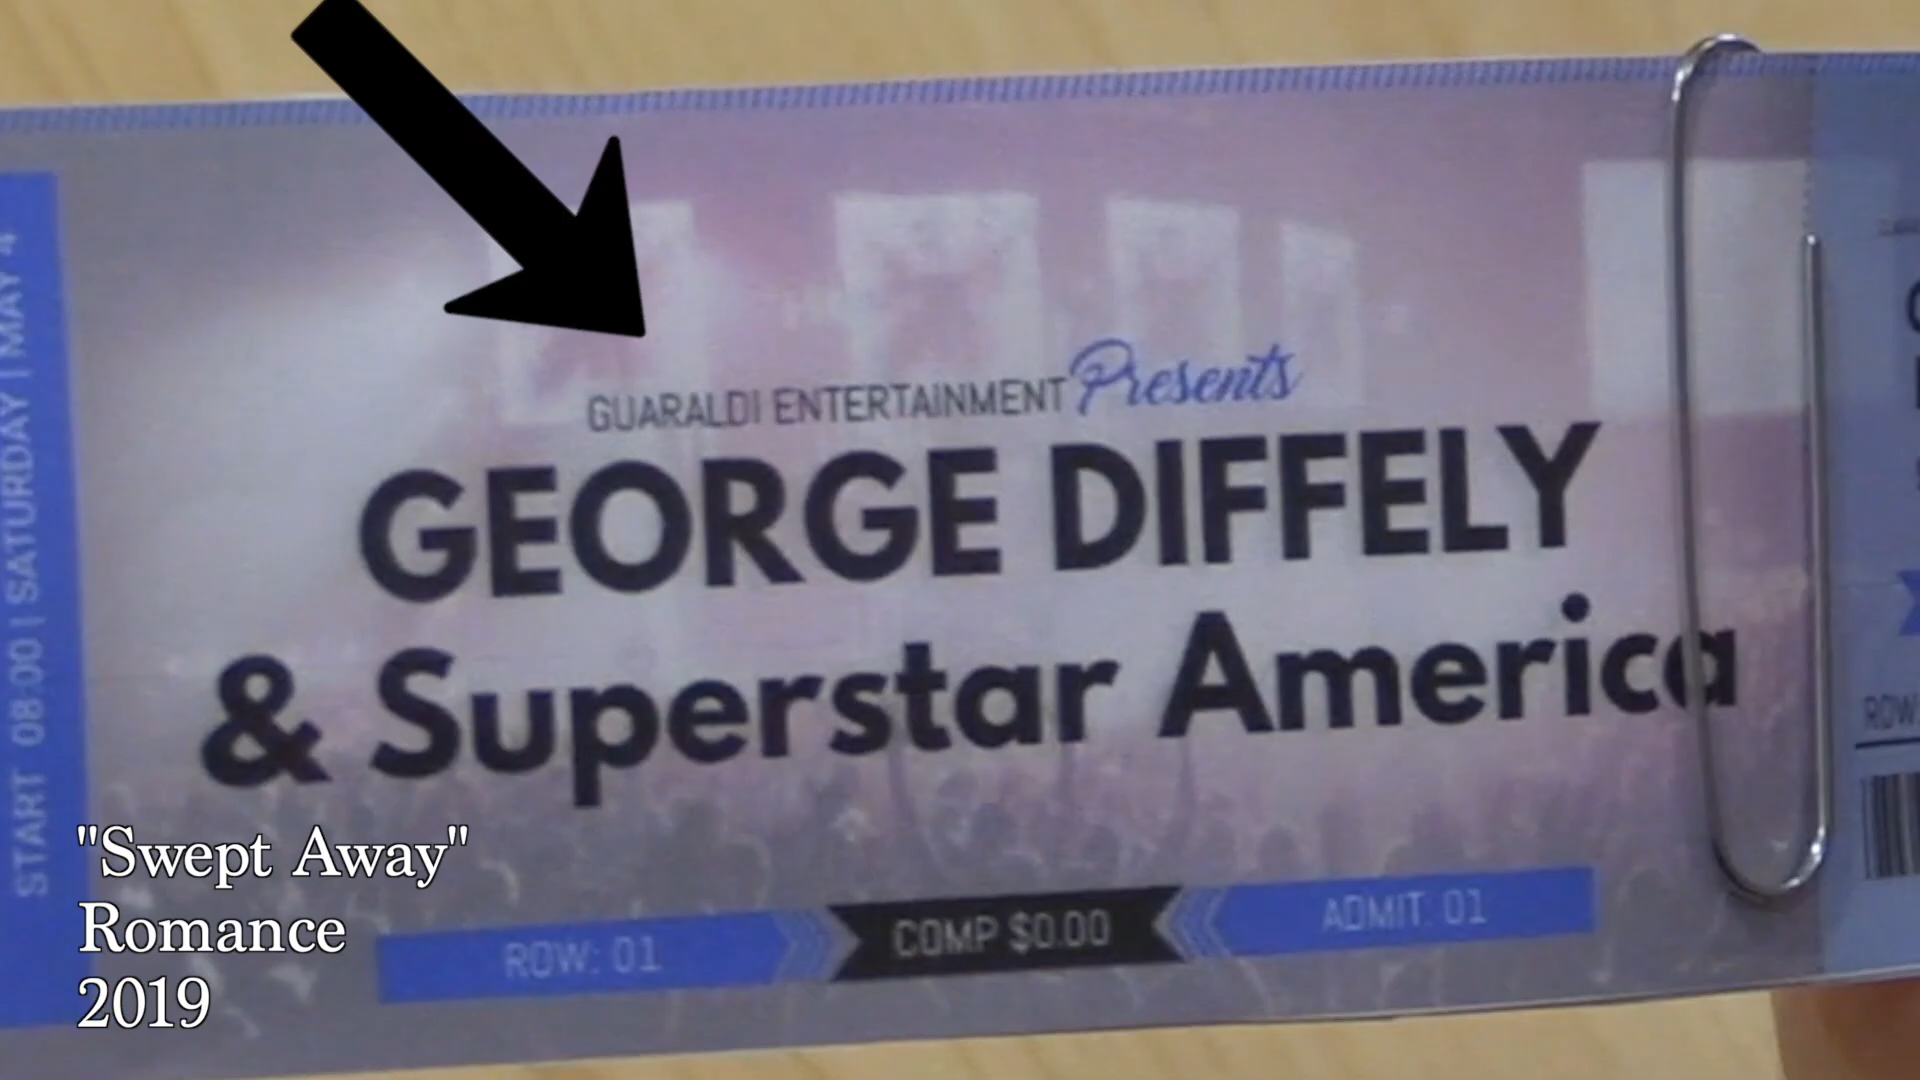 START 08:00 | SATURDAY | MAY 4
GUARALDI ENTERTAINMENT Presents
GEORGE DIFFELY
& Superstar America
ROW: 01
COMP $0.00
ADMIT: 01
ROW
"Swept Away"
Romance
2019